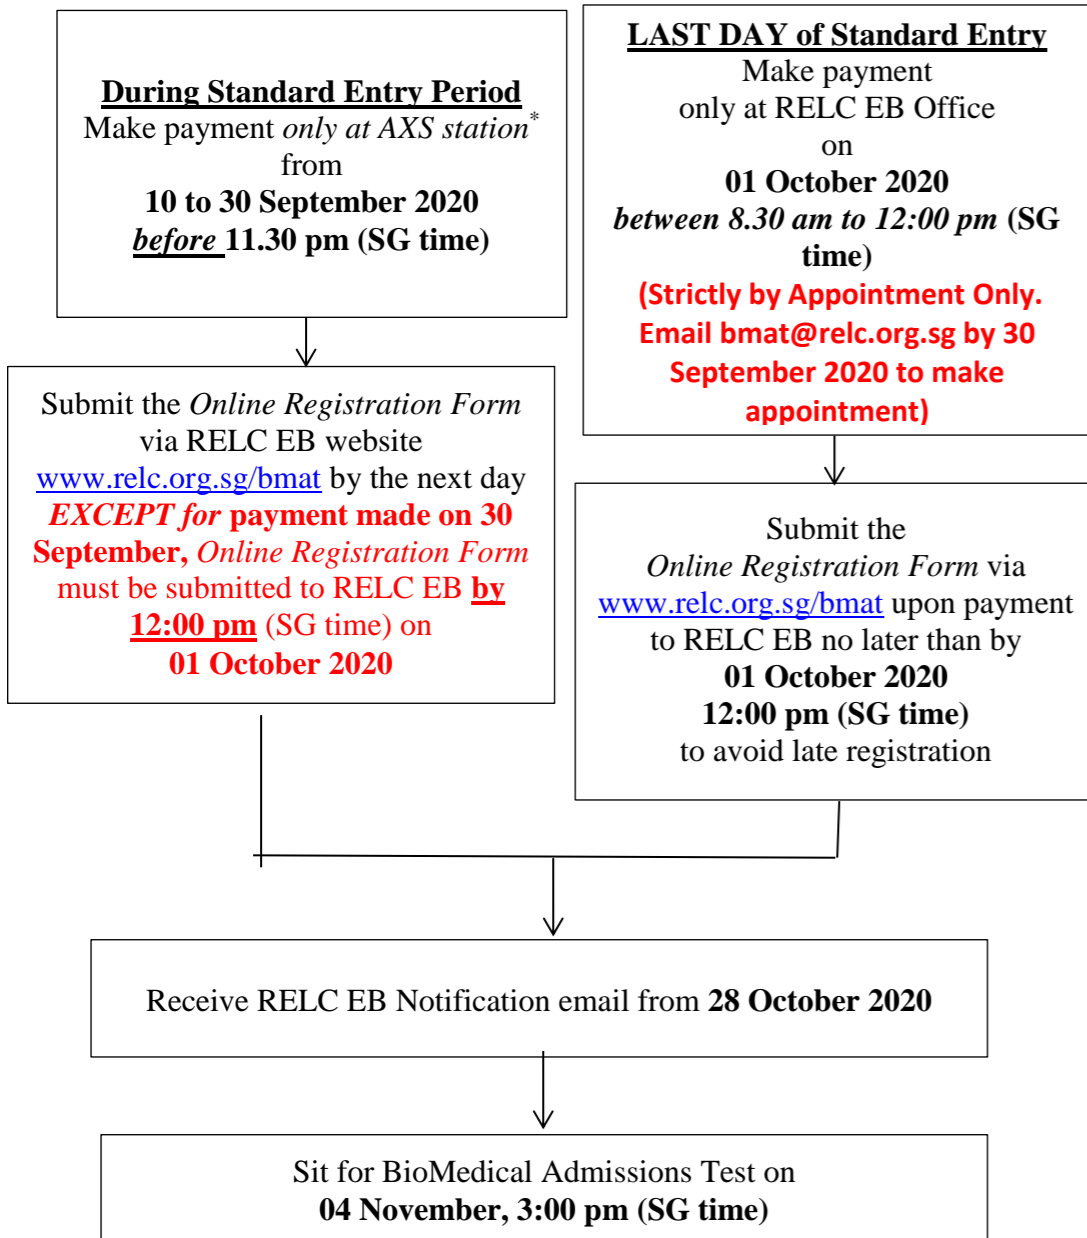 During Standard Entry Period
Make payment only at AXS station*
from
10 to 30 September 2020
before 11.30 pm (SG time)
Submit the Online Registration Form
via RELC EB website
www.relc.org.sg/bmat by the next day
EXCEPT for payment made on 30
September, Online Registration Form
must be submitted to RELC EB by
12:00 pm (SG time) on
01 October 2020
LAST DAY of Standard Entry
Make payment
only at RELC EB Office
on
01 October 2020
between 8.30 am to 12:00 pm (SG
time)
(Strictly by Appointment Only.
Email bmat@relc.org.sg by 30
September 2020 to make
appointment)
Submit the
Online Registration Form via
www.relc.org.sg/bmat upon payment
to RELC EB no later than by
01 October 2020
12:00 pm (SG time)
to avoid late registration
Receive RELC EB Notification email from 28 October 2020
Sit for BioMedical Admissions Test on
04 November, 3:00 pm (SG time)